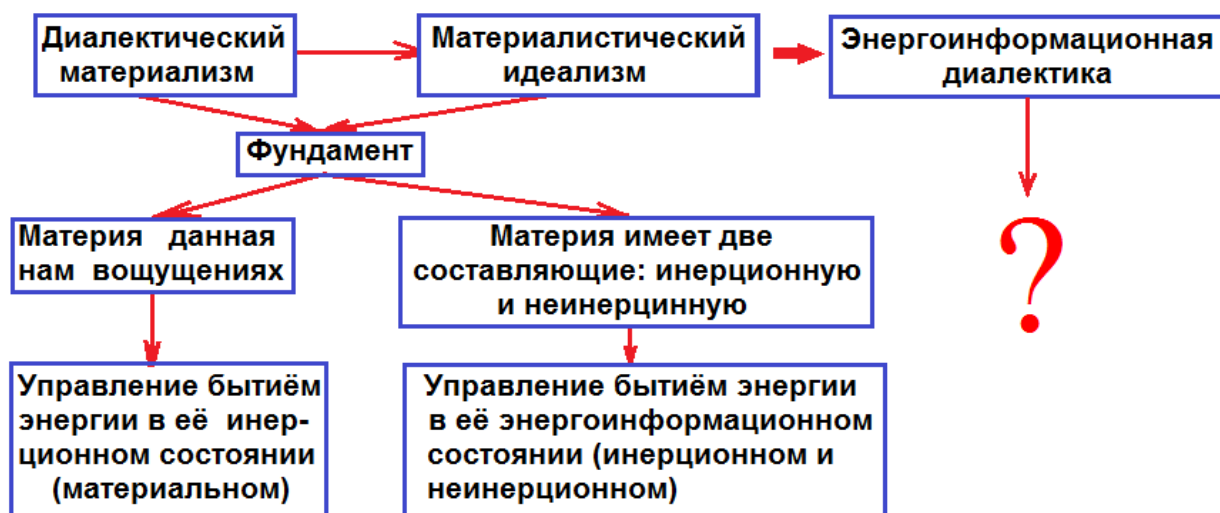 Диалектический
материализм
Материалистический
идеализм
Энергоинформационная
диалектика
Фундамент
Материя данная
нам вощущениях
Материя имеет две
составляющие: инерционную
и неинерцинную
?
Управление бытиём
энергии в её инер-
ционном состоянии
(материальном)
Управление бытиём энергии
в её энергоинформационном
состоянии (инерционном и
неинерционном)